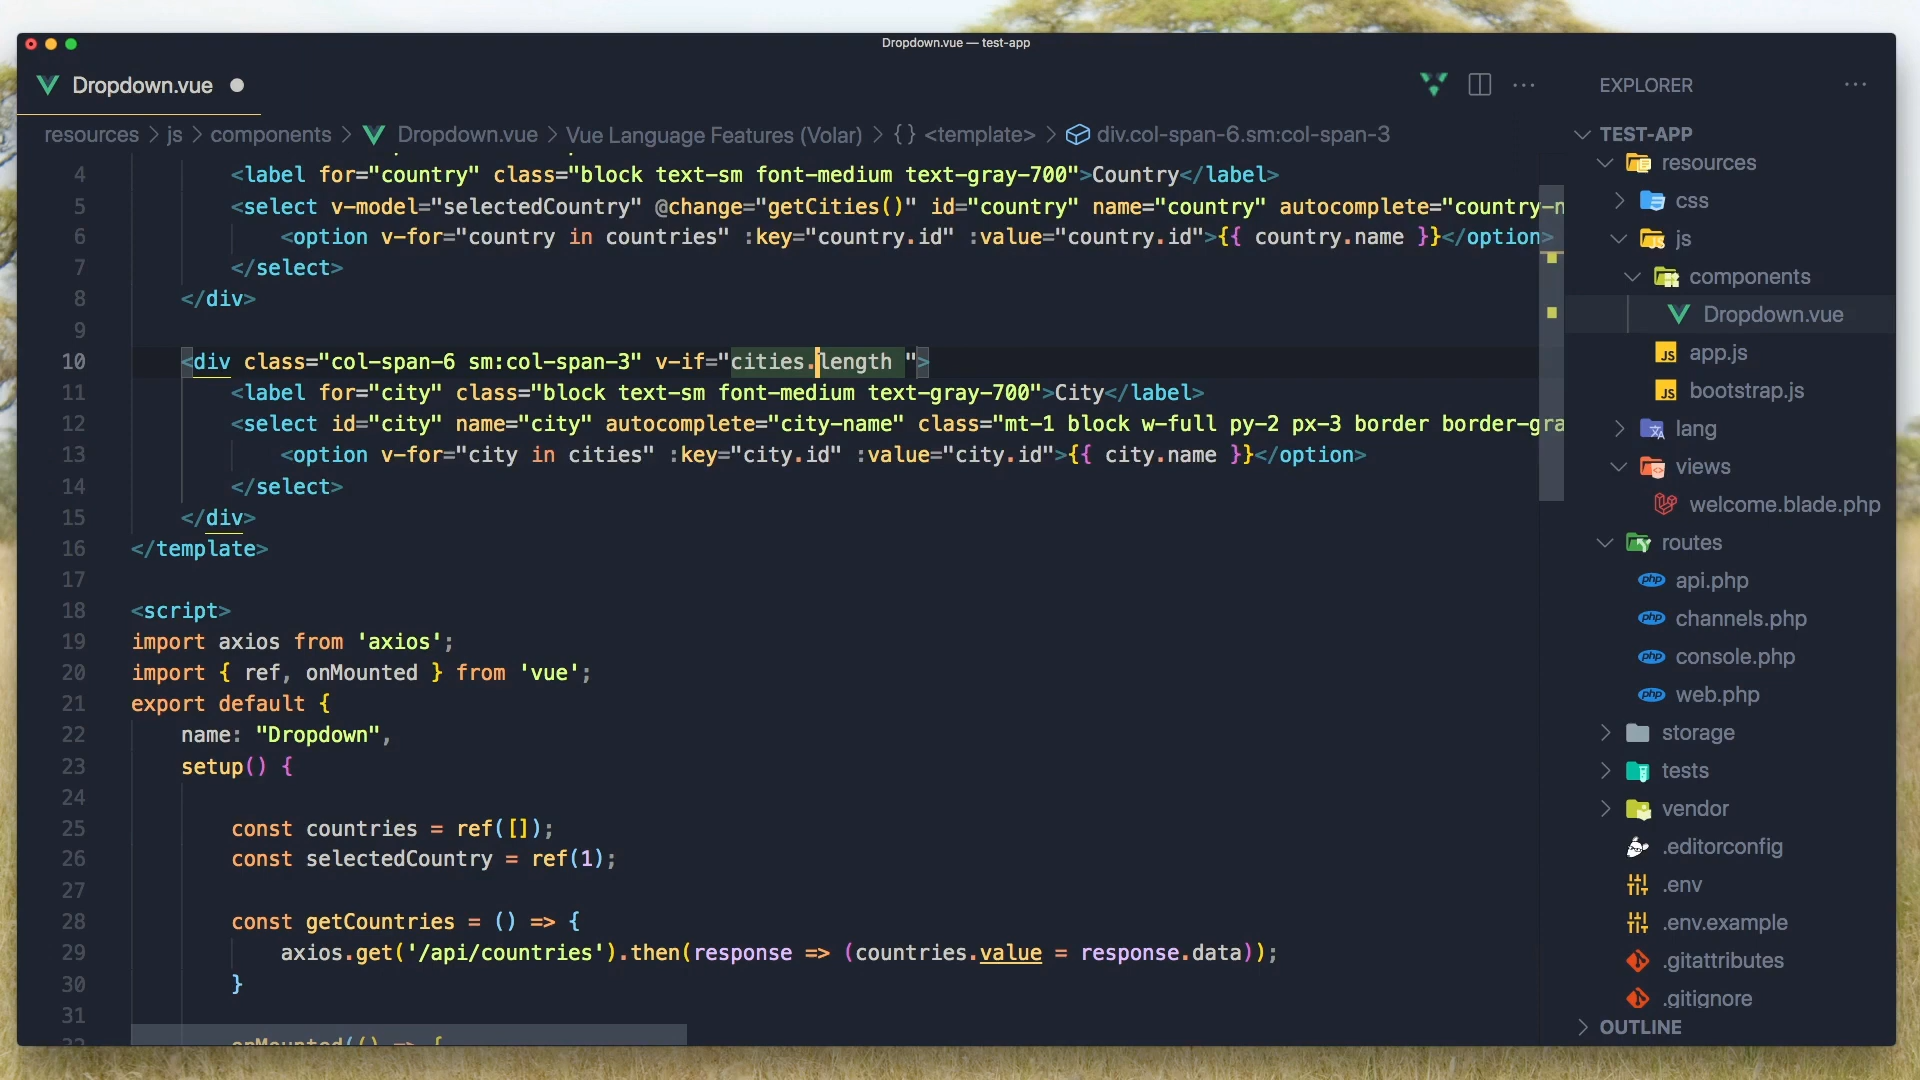 Dropdown.vue — test-app
Dropdown.vue
resources > js > components > Dropdown.vue > Vue Language Features (Volar) > {} <template> > div.col-span-6.sm:col-span-3
4 <label for="country" class="block text-sm font-medium text-gray-700">Country</label>
5 <select v-model="selectedCountry" @change="getCities()" id="country" name="country" autocomplete="country-n
6 <option v-for="country in countries" :key="country.id" :value="country.id">{{ country.name }}</option>
7 </select>
8 </div>
9
10 <div class="col-span-6 sm:col-span-3" v-if="cities.length ">
11 <label for="city" class="block text-sm font-medium text-gray-700">City</label>
12 <select id="city" name="city" autocomplete="city-name" class="mt-1 block w-full py-2 px-3 border border-gra
13 <option v-for="city in cities" :key="city.id" :value="city.id">{{ city.name }}</option>
14 </select>
15 </div>
16 </template>
17
18 <script>
19 import axios from 'axios';
20 import { ref, onMounted } from 'vue';
21 export default {
22 name: "Dropdown",
23 setup() {
24
25 const countries = ref([]);
26 const selectedCountry = ref(1);
27
28 const getCountries = () => {
29 axios.get('/api/countries').then(response => (countries.value = response.data));
30 }
31
32 onMounted(() => {
EXPLORER
TEST-APP
resources
css
js
components
Dropdown.vue
app.js
bootstrap.js
lang
views
welcome.blade.php
routes
api.php
channels.php
console.php
web.php
storage
tests
vendor
.editorconfig
.env
.env.example
.gitattributes
.gitignore
OUTLINE